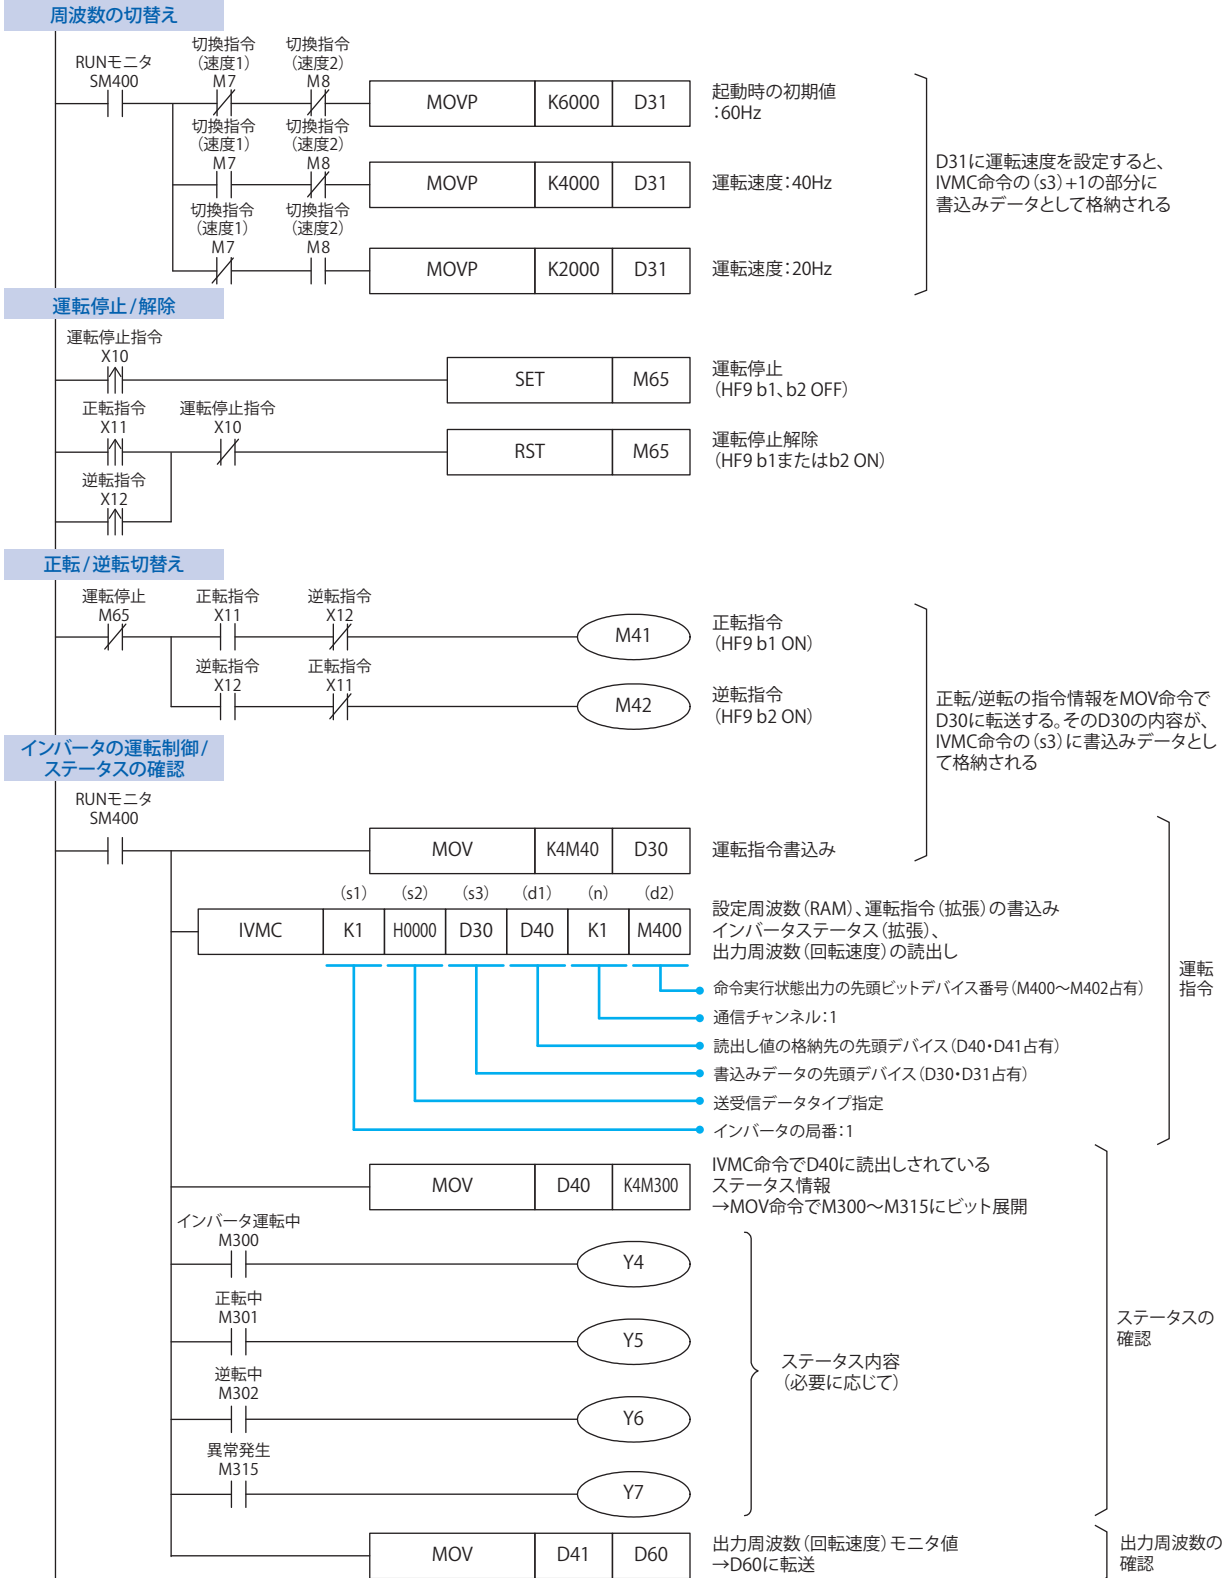 周波数の切替え
RUNモニタ
SM400
切換指令
（速度1）
M7
切換指令
（速度2）
M8
MOVP K6000 D31
起動時の初期値
：60Hz
切換指令
（速度1）
M7
切換指令
（速度2）
M8
MOVP K4000 D31
運転速度：40Hz
切換指令
（速度1）
M7
切換指令
（速度2）
M8
MOVP K2000 D31
運転速度：20Hz
D31に運転速度を設定すると、
IVMC命令の（s3）+1の部分に
書込みデータとして格納される
運転停止/解除
運転停止指令
X10
SET M65
運転停止
（HF9 b1、b2 OFF）
正転指令
X11
運転停止指令
X10
RST M65
運転停止解除
（HF9 b1またはb2 ON）
逆転指令
X12
正転/逆転切替え
運転停止
M65
正転指令
X11
逆転指令
X12
M41
正転指令
（HF9 b1 ON）
逆転指令
X12
正転指令
X11
M42
逆転指令
（HF9 b2 ON）
正転/逆転の指令情報をMOV命令で
D30に転送する。そのD30の内容が、
IVMC命令の（s3）に書込みデータとし
て格納される
インバータの運転制御/
ステータスの確認
RUNモニタ
SM400
MOV K4M40 D30
運転指令書込み
（s1） （s2） （s3） （d1） （n） （d2）
IVMC K1 H0000 D30 D40 K1 M400
設定周波数（RAM）、運転指令（拡張）の書込み
インバータステータス（拡張）、
出力周波数（回転速度）の読出し
命令実行状態出力の先頭ビットデバイス番号（M400～M402占有）
通信チャンネル：1
読出し値の格納先の先頭デバイス（D40・D41占有）
書込みデータの先頭デバイス（D30・D31占有）
送受信データタイプ指定
インバータの局番：1
運転
指令
MOV D40 K4M300
IVMC命令でD40に読出しされている
ステータス情報
→MOV命令でM300～M315にビット展開
インバータ運転中
M300
Y4
正転中
M301
Y5
逆転中
M302
Y6
異常発生
M315
Y7
ステータス内容
（必要に応じて）
ステータスの
確認
MOV D41 D60
出力周波数（回転速度）モニタ値
→D60に転送
出力周波数の
確認